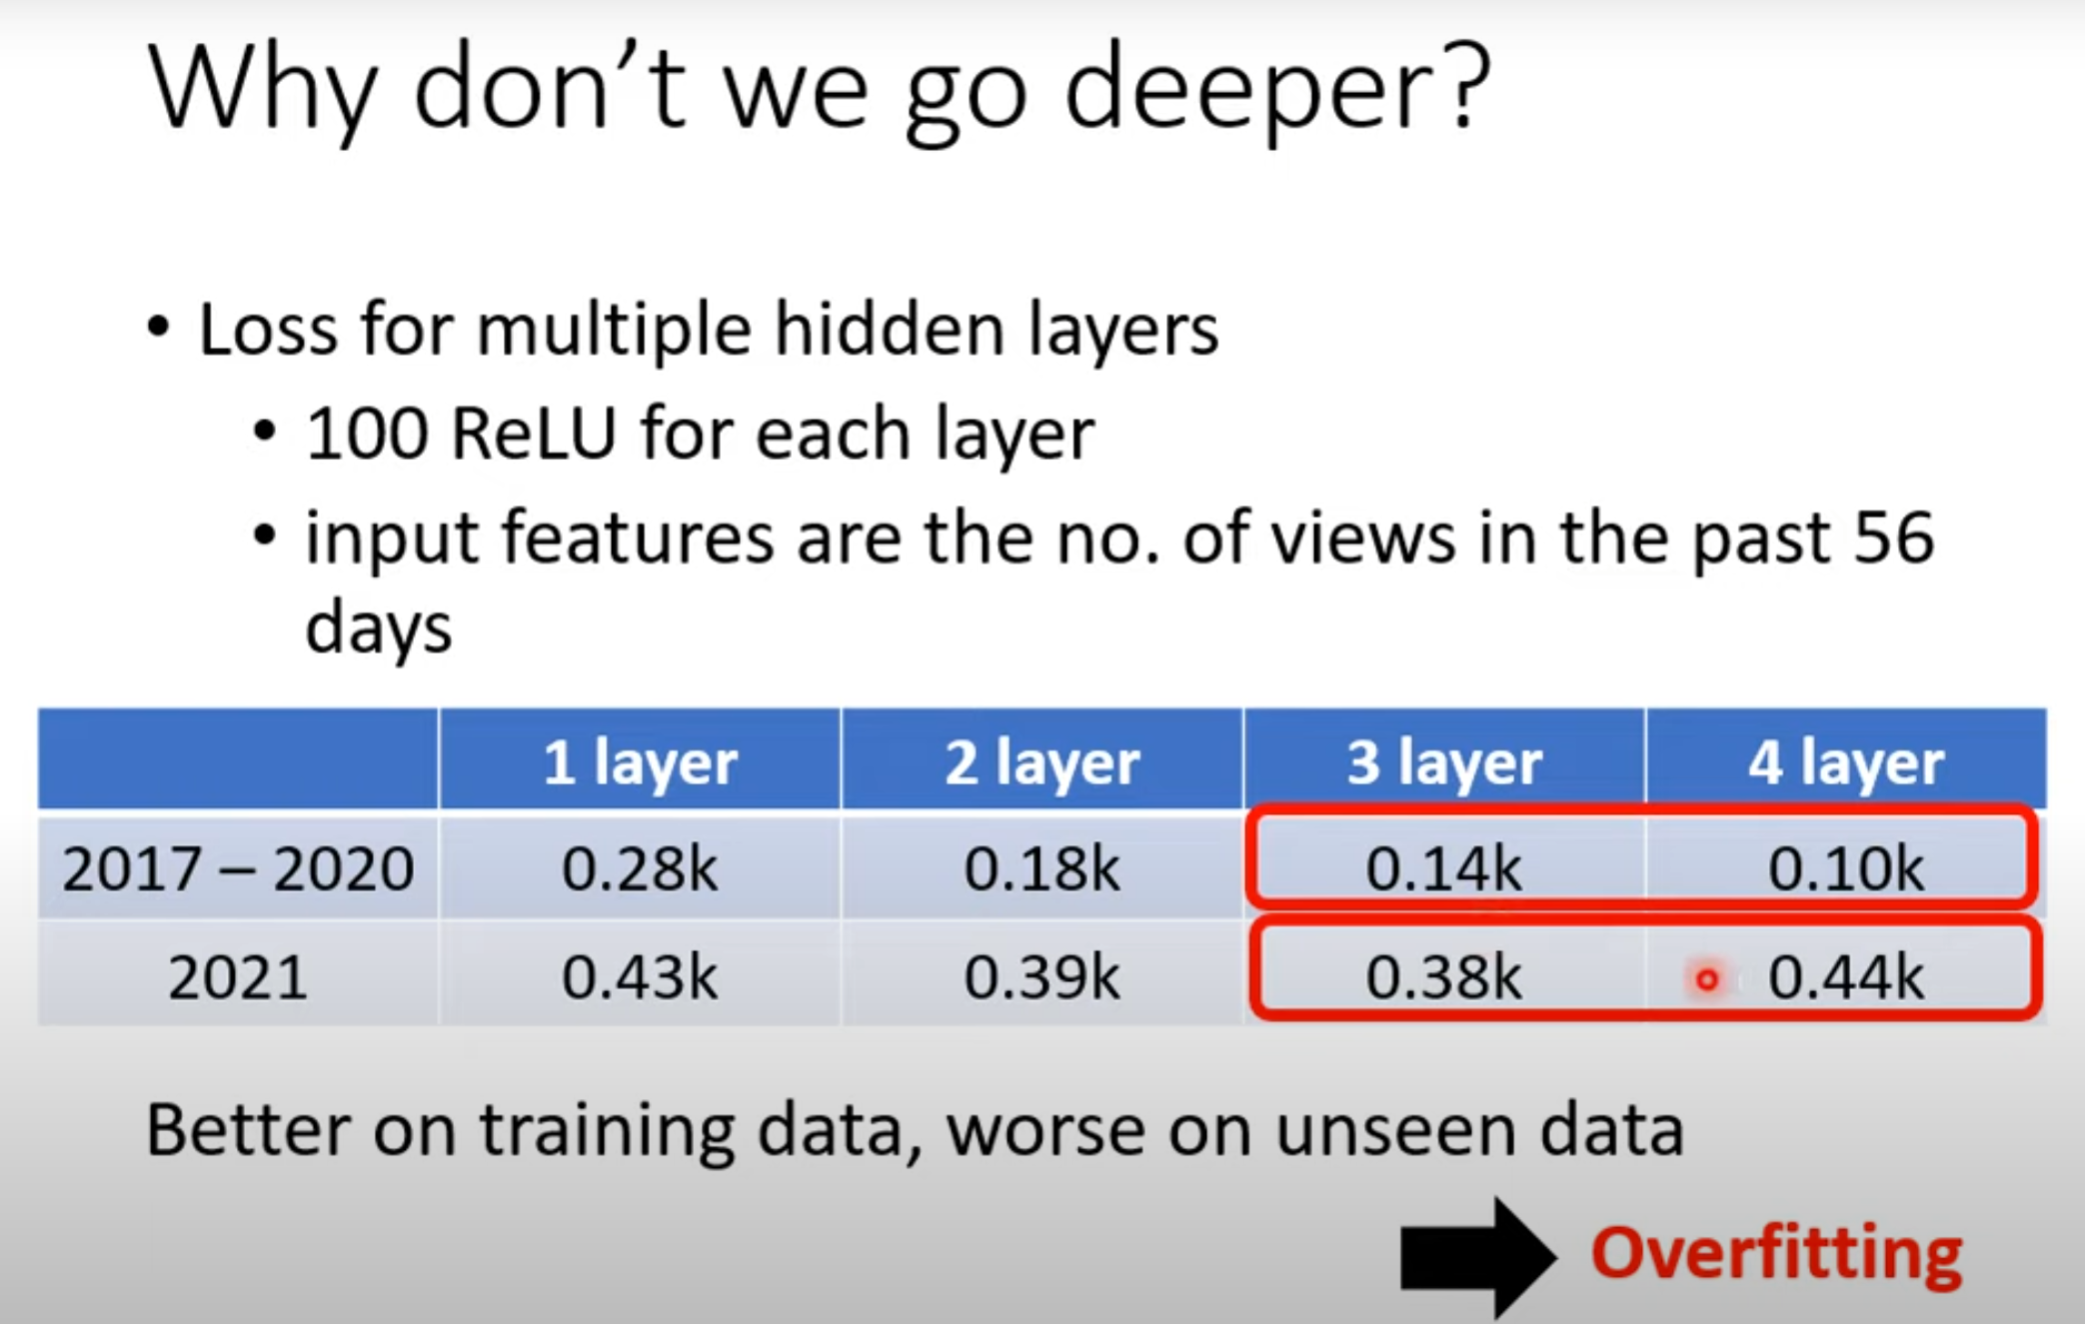 Why don’t we go deeper?
• Loss for multiple hidden layers
• 100 ReLU for each layer
• input features are the no. of views in the past 56
days
1 layer 2 layer 3 layer 4 layer
2017 – 2020 0.28k 0.18k 0.14k 0.10k
2021 0.43k 0.39k 0.38k 0.44k
Better on training data, worse on unseen data
Overfitting